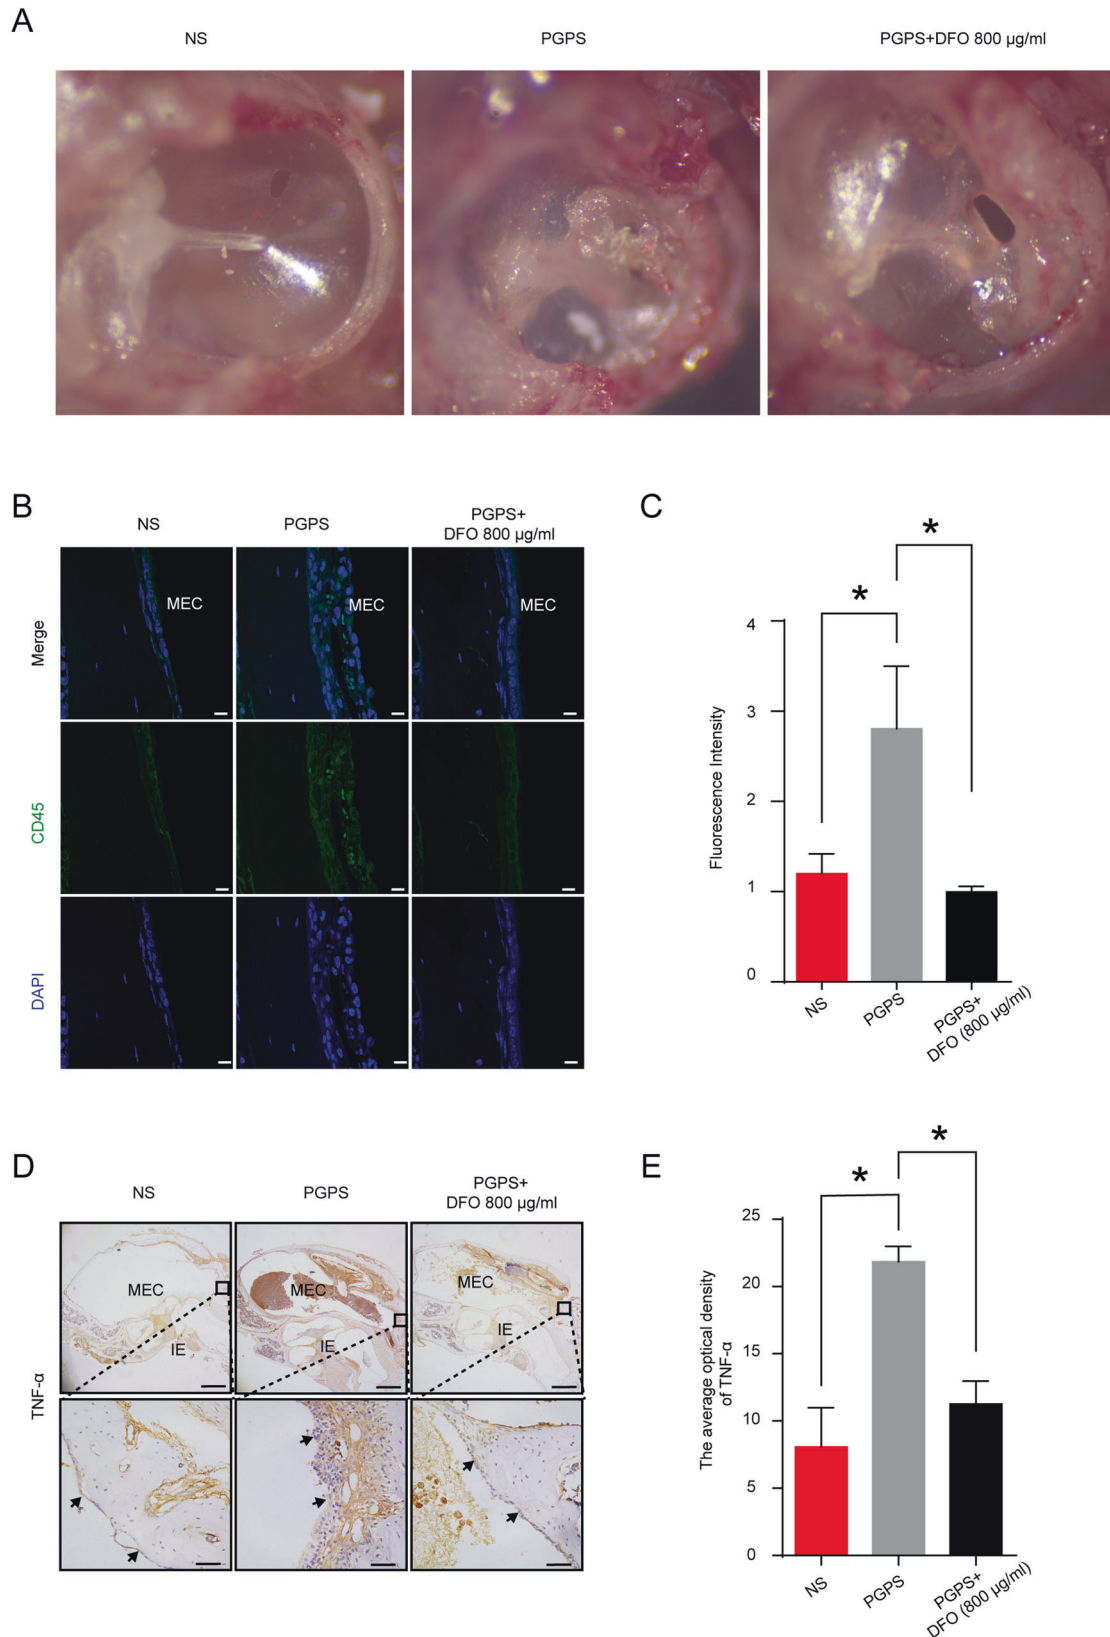 A
NS
PGPS
PGPS+DFO 800 µg/ml
B
NS
PGPS
PGPS+
DFO 800 µg/ml
Merge
MEC
MEC
MEC
CD45
DAPI
C
*
*
Fluorescence Intensity
4
3
2
1
0
NS
PGPS
PGPS+
DFO (800 µg/ml)
D
NS
PGPS
PGPS+
DFO 800 µg/ml
TNF-α
MEC
IE
MEC
IE
MEC
IE
E
*
*
The average optical density
of TNF-α
25
20
15
10
5
0
NS
PGPS
PGPS+
DFO (800 µg/ml)